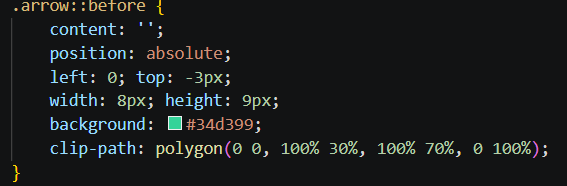 .arrow::before {
content: '';
position: absolute;
left: 0; top: -3px;
width: 8px; height: 9px;
background: #34d399;
clip-path: polygon(0 0, 100% 30%, 100% 70%, 0 100%);
}